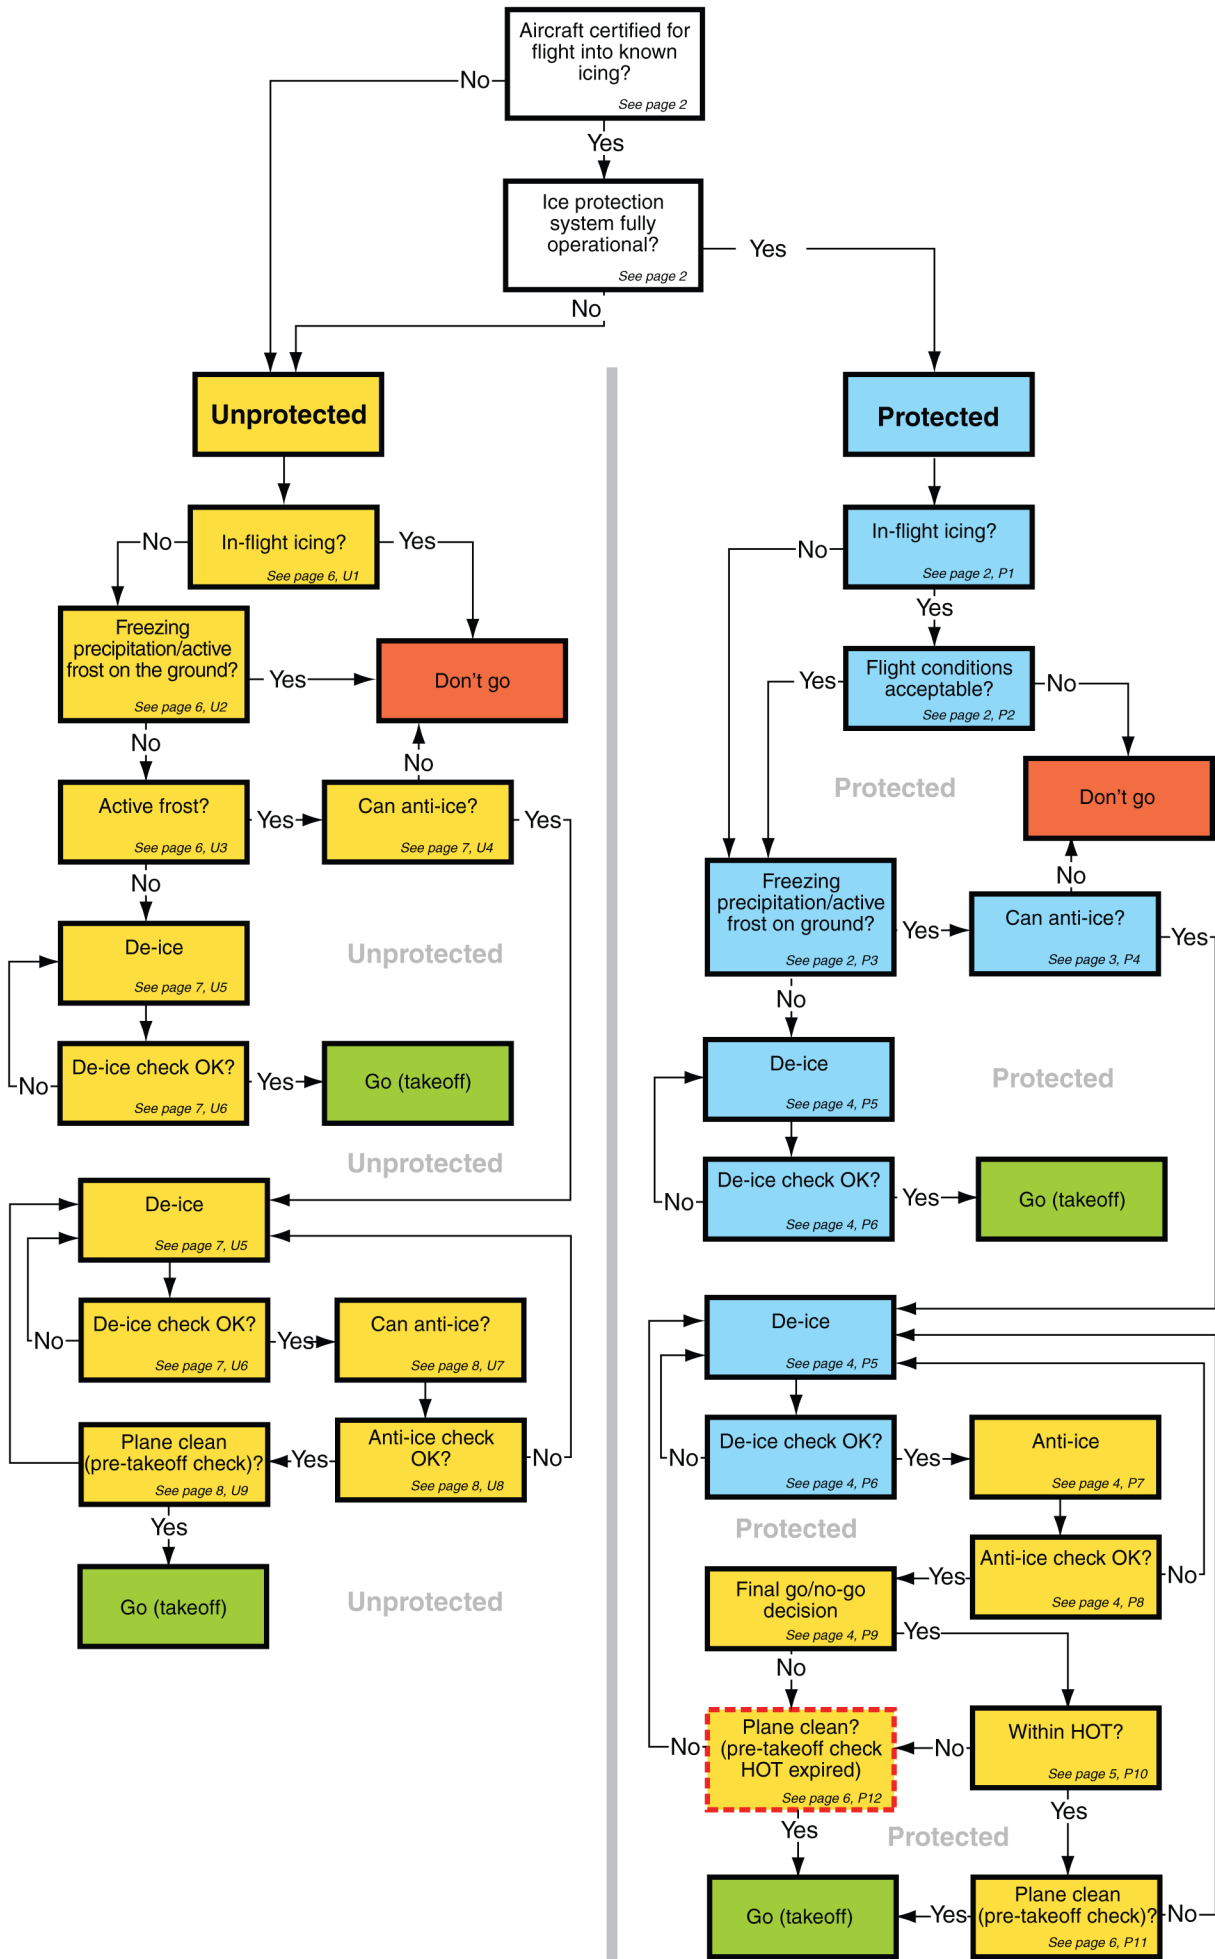 Aircraft certified for
flight into known
icing?
See page 2
No
Yes
Ice protection
system fully
operational?
See page 2
Yes
No
Unprotected
In-flight icing?
See page 6, U1
No
Yes
Freezing
precipitation/active
frost on the ground?
See page 6, U2
Yes
Don't go
No
No
Active frost?
See page 6, U3
Yes
Can anti-ice?
See page 7, U4
Yes
No
De-ice
See page 7, U5
Unprotected
De-ice check OK?
See page 7, U6
No
Yes
Go (takeoff)
Unprotected
De-ice
See page 7, U5
De-ice check OK?
See page 7, U6
No
Yes
Can anti-ice?
See page 8, U7
Plane clean
(pre-takeoff check)?
See page 8, U9
Yes
Anti-ice check
OK?
See page 8, U8
No
Yes
Go (takeoff)
Unprotected
Protected
In-flight icing?
See page 2, P1
No
Yes
Flight conditions
acceptable?
See page 2, P2
Yes
No
Protected
Don't go
No
Freezing
precipitation/active
frost on ground?
See page 2, P3
Yes
Can anti-ice?
See page 3, P4
Yes
No
De-ice
See page 4, P5
Protected
De-ice check OK?
See page 4, P6
No
Yes
Go (takeoff)
De-ice
See page 4, P5
De-ice check OK?
See page 4, P6
No
Yes
Anti-ice
See page 4, P7
Protected
Anti-ice check OK?
See page 4, P8
No
Yes
Final go/no-go
decision
See page 4, P9
Yes
No
Plane clean?
(pre-takeoff check
HOT expired)
See page 6, P12
No
No
Within HOT?
See page 5, P10
Yes
Yes
Protected
Go (takeoff)
Yes
Plane clean
(pre-takeoff check)?
See page 6, P11
No